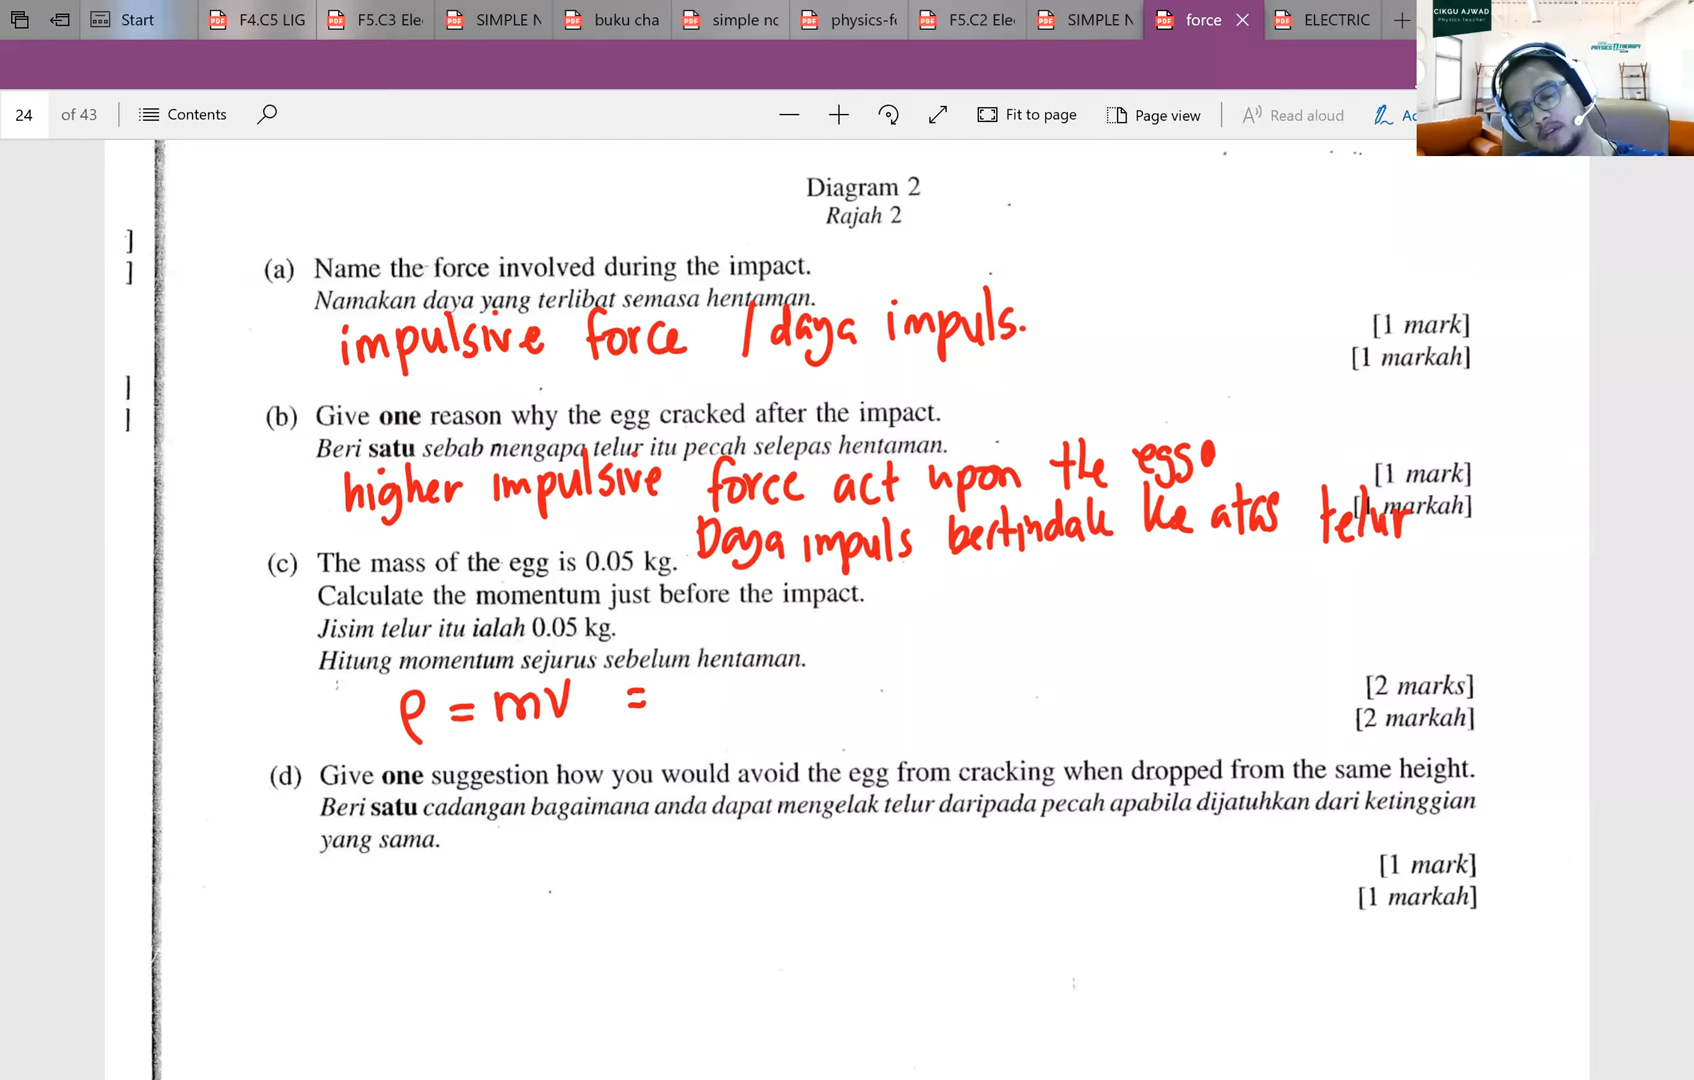 Start
F4.C5 LIG
F5.C3 Ele
SIMPLE N
buku cha
simple nc
physics-fo
F5.C2 Ele
SIMPLE N
force
ELECTRIC
CIKGU AJWAD
Physics teacher
24 of 43
Contents
Fit to page
Page view
Read aloud
Diagram 2
Rajah 2
(a) Name the force involved during the impact.
Namakan daya yang terlibat semasa hentaman.
impulsive force / daya impuls.
[1 mark]
[1 markah]
(b) Give one reason why the egg cracked after the impact.
Beri satu sebab mengapa telur itu pecah selepas hentaman.
higher impulsive force act upon the eggs
[1 mark]
[1 markah]
Daya impuls bertindak ke atas telur
(c) The mass of the egg is 0.05 kg.
Calculate the momentum just before the impact.
Jisim telur itu ialah 0.05 kg.
Hitung momentum sejurus sebelum hentaman.
ρ = mv =
[2 marks]
[2 markah]
(d) Give one suggestion how you would avoid the egg from cracking when dropped from the same height.
Beri satu cadangan bagaimana anda dapat mengelak telur daripada pecah apabila dijatuhkan dari ketinggian
yang sama.
[1 mark]
[1 markah]